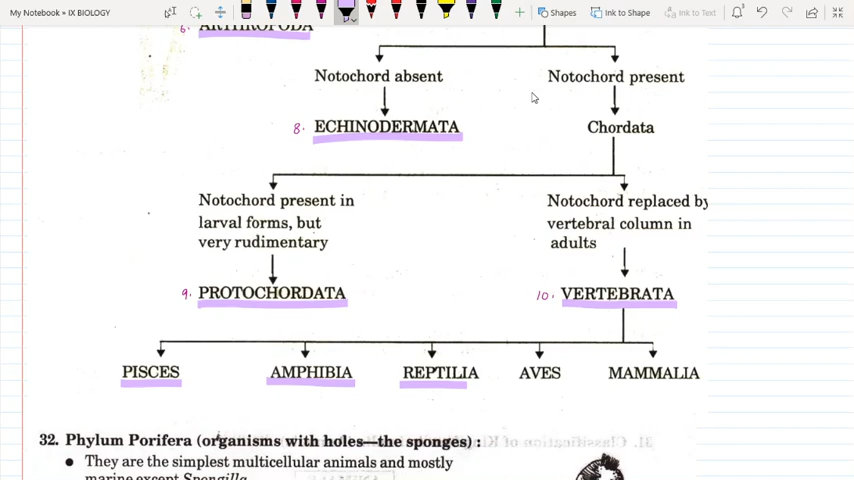 My Notebook » IX BIOLOGY
Shapes
Ink to Shape
Ink to Text
6. ARTHROPODA
Notochord absent
Notochord present
8. ECHINODERMATA
Chordata
Notochord present in
larval forms, but
very rudimentary
Notochord replaced by
vertebral column in
adults
9. PROTOCHORDATA
10. VERTEBRATA
PISCES
AMPHIBIA
REPTILIA
AVES
MAMMALIA
32. Phylum Porifera (organisms with holes—the sponges) :
• They are the simplest multicellular animals and mostly
marine except Spongilla.